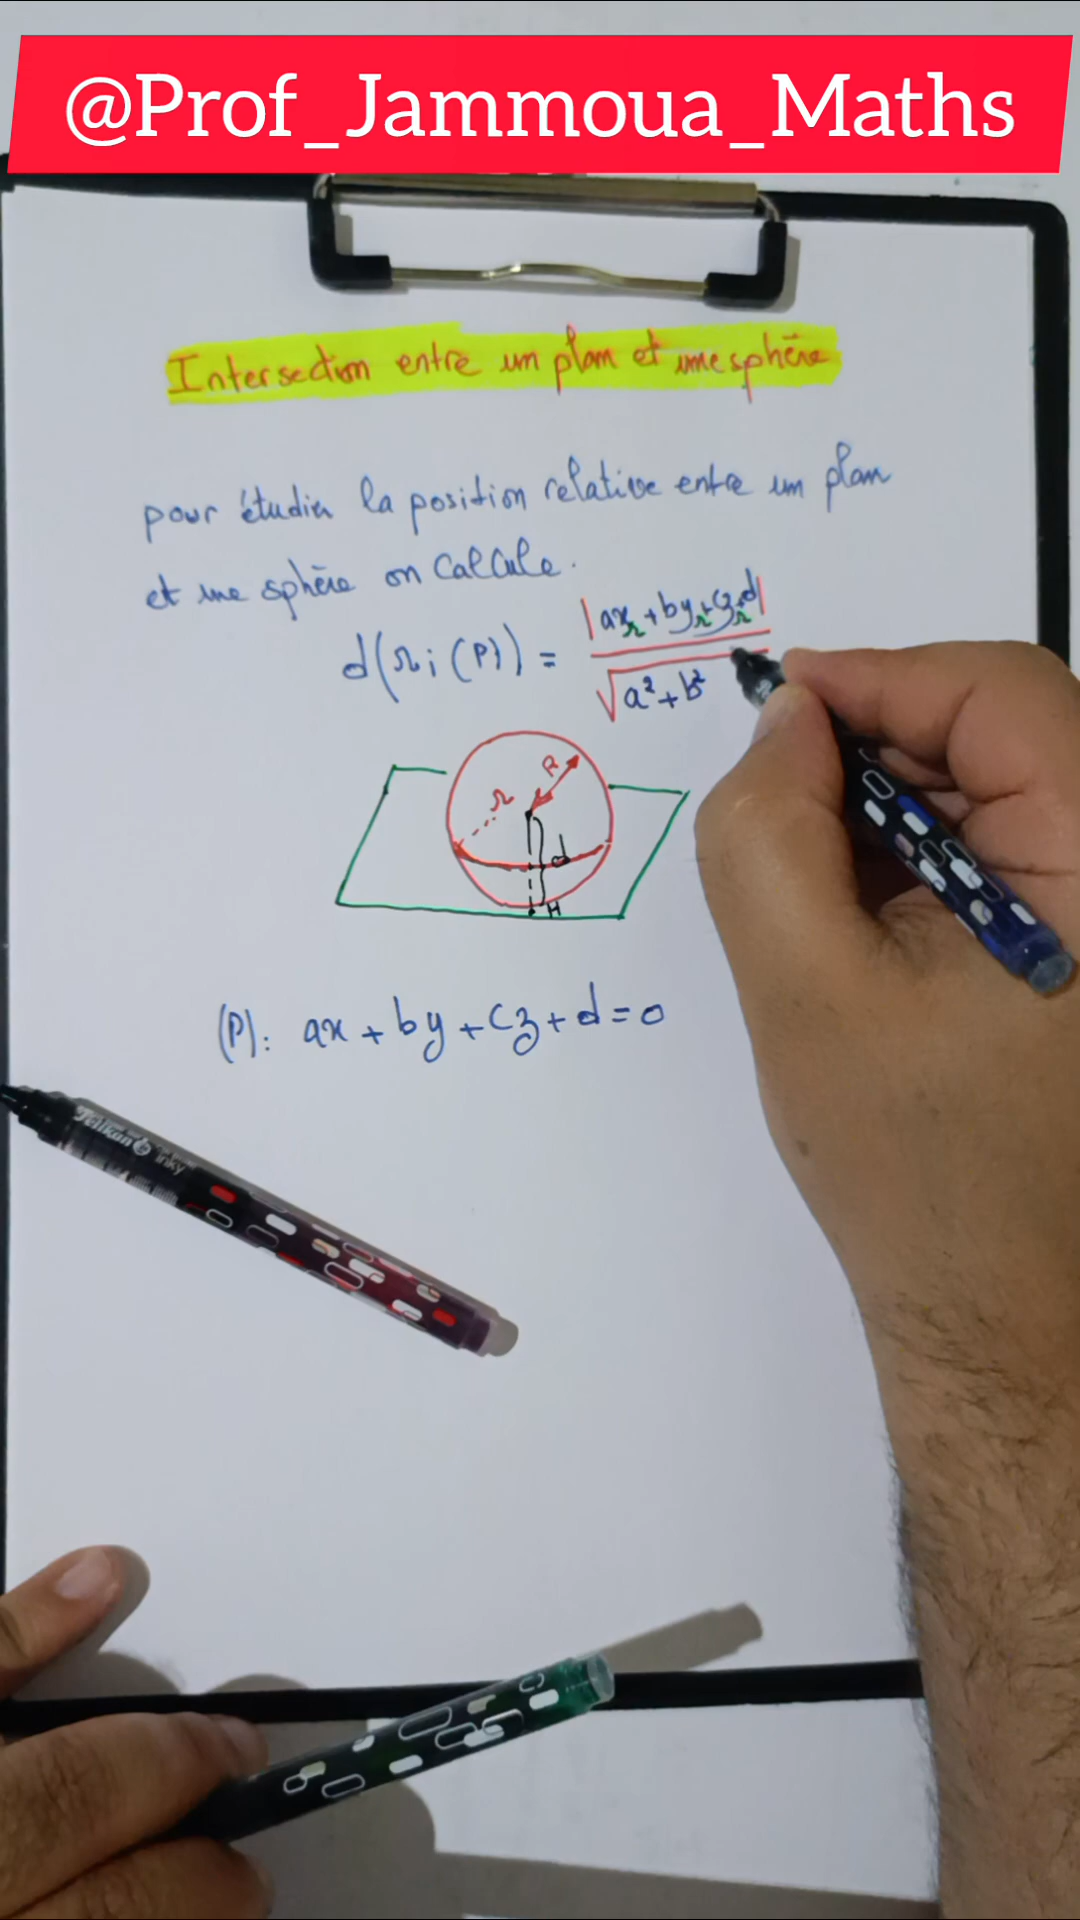 @Prof_Jammoua_Maths
Intersection entre un plan et une sphère
pour étudier la position relative entre un plan
et une sphère on calcule.
d(Ω; (P)) = |ax_Ω + by_Ω + cz_Ω + d| / √a² + b²
R
Ω
d
H
(P): ax + by + cz + d = 0
Pelikan
inky